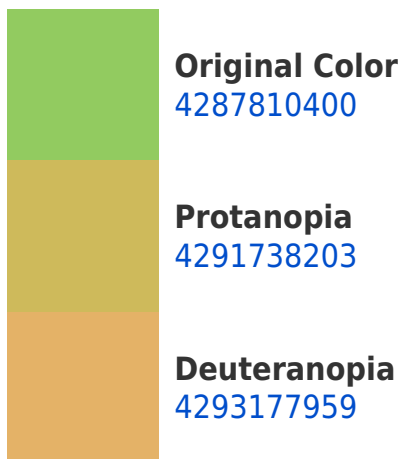 Original Color
4287810400
Protanopia
4291738203
Deuteranopia
4293177959